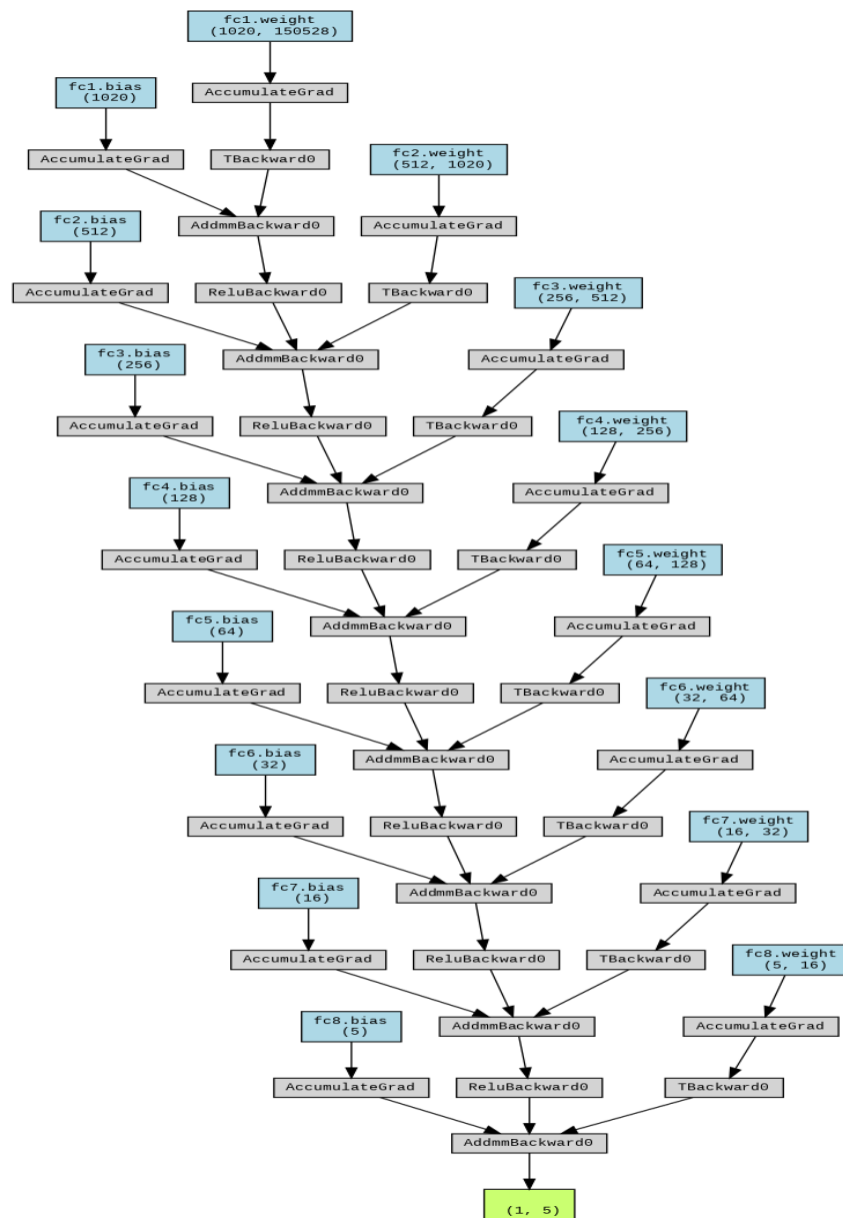 fc1.weight
(1020, 150528)
fc1.bias
(1020)
AccumulateGrad
AccumulateGrad
TBackward0
fc2.weight
(512, 1020)
fc2.bias
(512)
AddmmBackward0
AccumulateGrad
AccumulateGrad
ReluBackward0
TBackward0
fc3.weight
(256, 512)
fc3.bias
(256)
AddmmBackward0
AccumulateGrad
AccumulateGrad
ReluBackward0
TBackward0
fc4.weight
(128, 256)
fc4.bias
(128)
AddmmBackward0
AccumulateGrad
AccumulateGrad
ReluBackward0
TBackward0
fc5.weight
(64, 128)
fc5.bias
(64)
AddmmBackward0
AccumulateGrad
AccumulateGrad
ReluBackward0
TBackward0
fc6.weight
(32, 64)
fc6.bias
(32)
AddmmBackward0
AccumulateGrad
AccumulateGrad
ReluBackward0
TBackward0
fc7.weight
(16, 32)
fc7.bias
(16)
AddmmBackward0
AccumulateGrad
AccumulateGrad
ReluBackward0
TBackward0
fc8.weight
(5, 16)
fc8.bias
(5)
AddmmBackward0
AccumulateGrad
AccumulateGrad
ReluBackward0
TBackward0
AddmmBackward0
(1, 5)